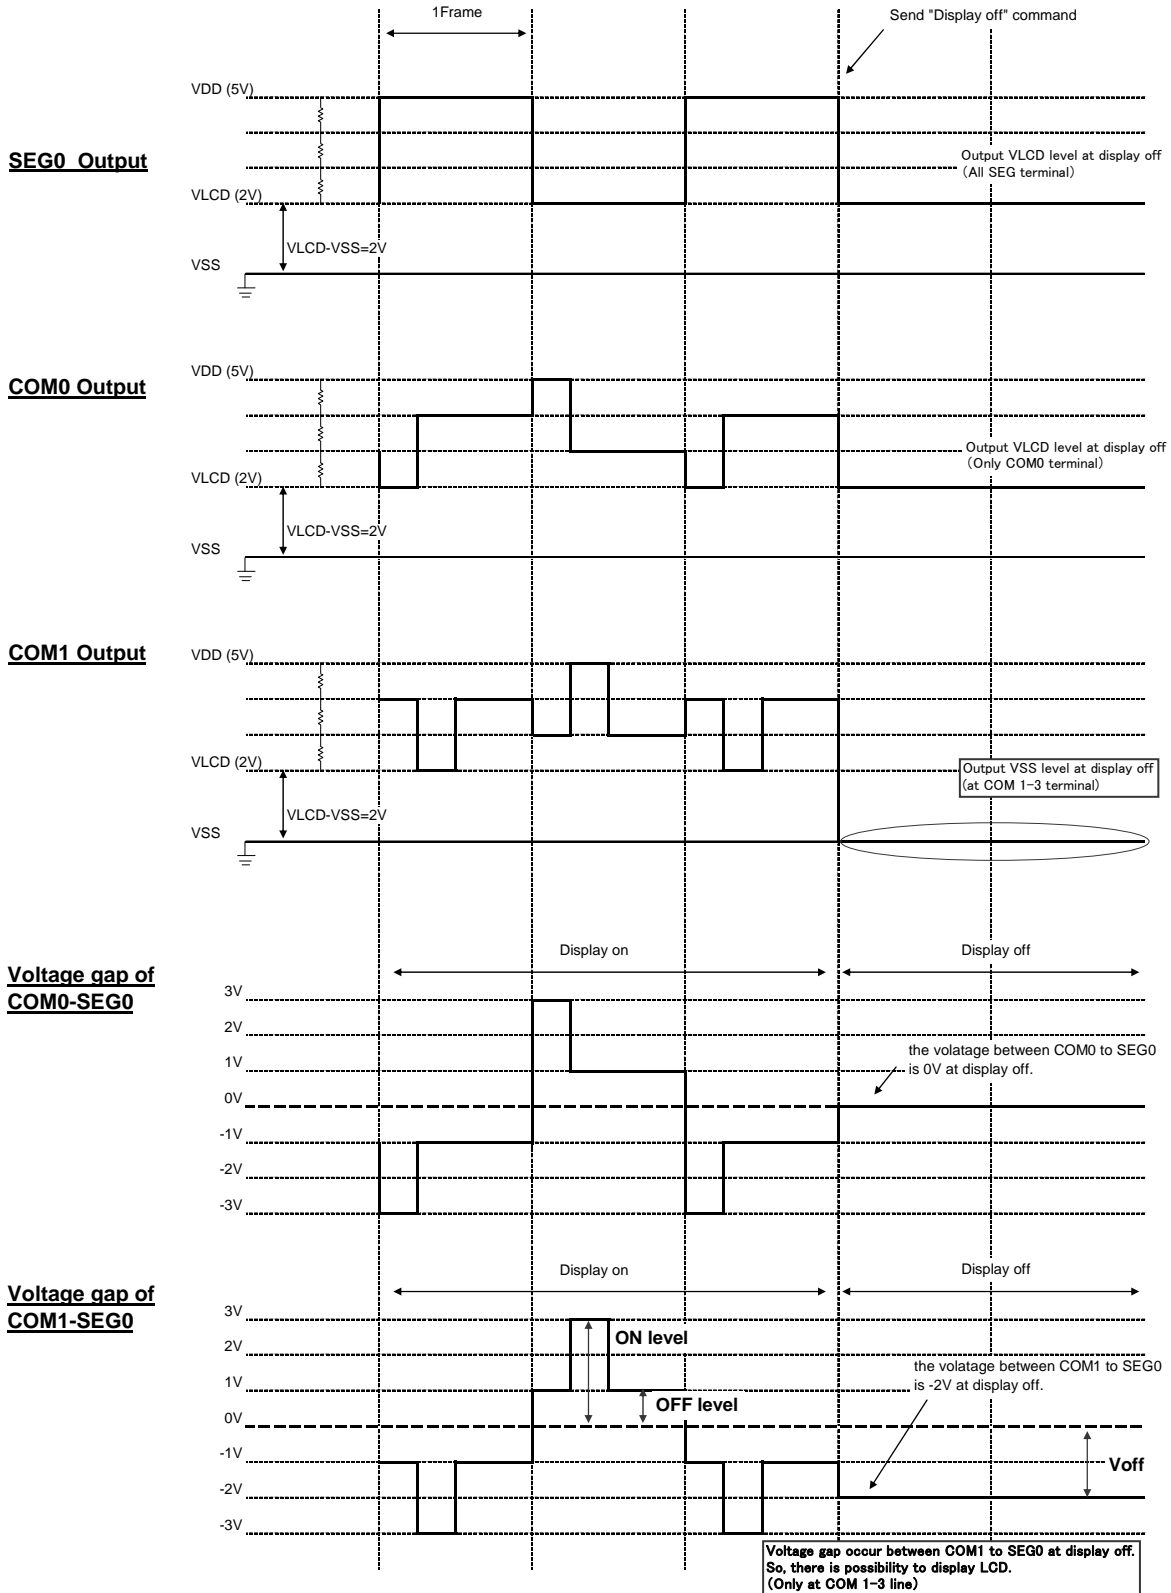 1Frame
Send "Display off" command
SEG0 Output
VDD (5V)
VLCD (2V)
VLCD-VSS=2V
VSS
Output VLCD level at display off
(All SEG terminal)
COM0 Output
VDD (5V)
VLCD (2V)
VLCD-VSS=2V
VSS
Output VLCD level at display off
(Only COM0 terminal)
COM1 Output
VDD (5V)
VLCD (2V)
VLCD-VSS=2V
VSS
Output VSS level at display off
(at COM 1-3 terminal)
Voltage gap of
COM0-SEG0
Display on
Display off
3V
2V
1V
0V
-1V
-2V
-3V
the volatage between COM0 to SEG0
is 0V at display off.
Voltage gap of
COM1-SEG0
Display on
Display off
3V
2V
1V
0V
-1V
-2V
-3V
ON level
OFF level
the volatage between COM1 to SEG0
is -2V at display off.
Voff
Voltage gap occur between COM1 to SEG0 at display off.
So, there is possibility to display LCD.
(Only at COM 1-3 line)